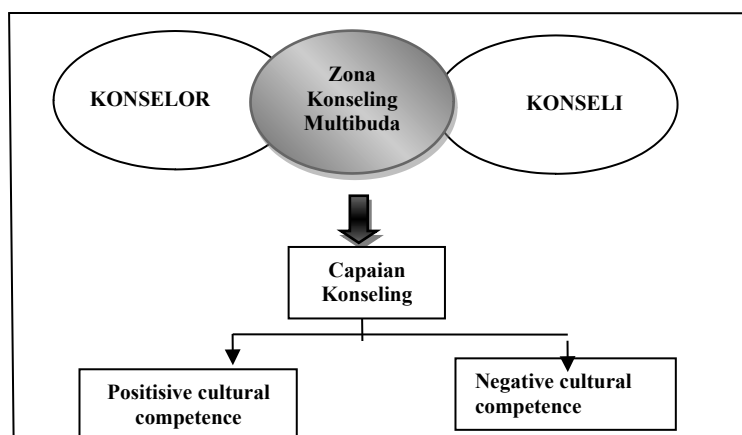 KONSELOR
Zona
Konseling
Multibuda
KONSELI
Capaian
Konseling
Positisive cultural
competence
Negative cultural
competence